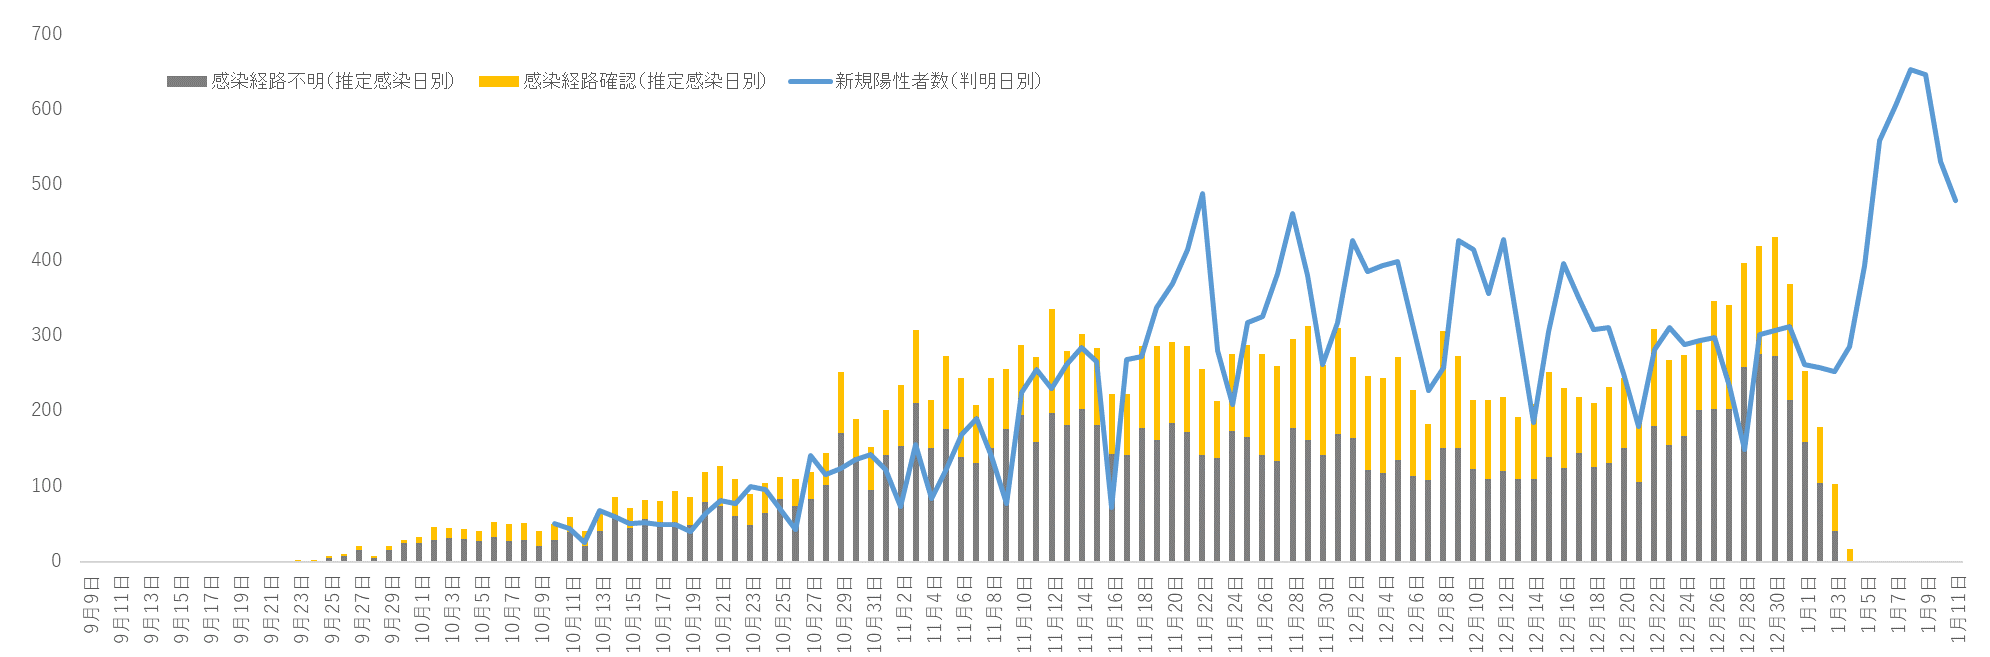 700
600
500
400
300
200
100
0
感染経路不明(推定感染日別)
感染経路確認(推定感染日別)
新規陽性者数(判明日別)
9月9日
9月11日
9月13日
9月15日
9月17日
9月19日
9月21日
9月23日
9月25日
9月27日
9月29日
10月1日
10月3日
10月5日
10月7日
10月9日
10月11日
10月13日
10月15日
10月17日
10月19日
10月21日
10月23日
10月25日
10月27日
10月29日
10月31日
11月2日
11月4日
11月6日
11月8日
11月10日
11月12日
11月14日
11月16日
11月18日
11月20日
11月22日
11月24日
11月26日
11月28日
11月30日
12月2日
12月4日
12月6日
12月8日
12月10日
12月12日
12月14日
12月16日
12月18日
12月20日
12月22日
12月24日
12月26日
12月28日
12月30日
1月1日
1月3日
1月5日
1月7日
1月9日
1月11日